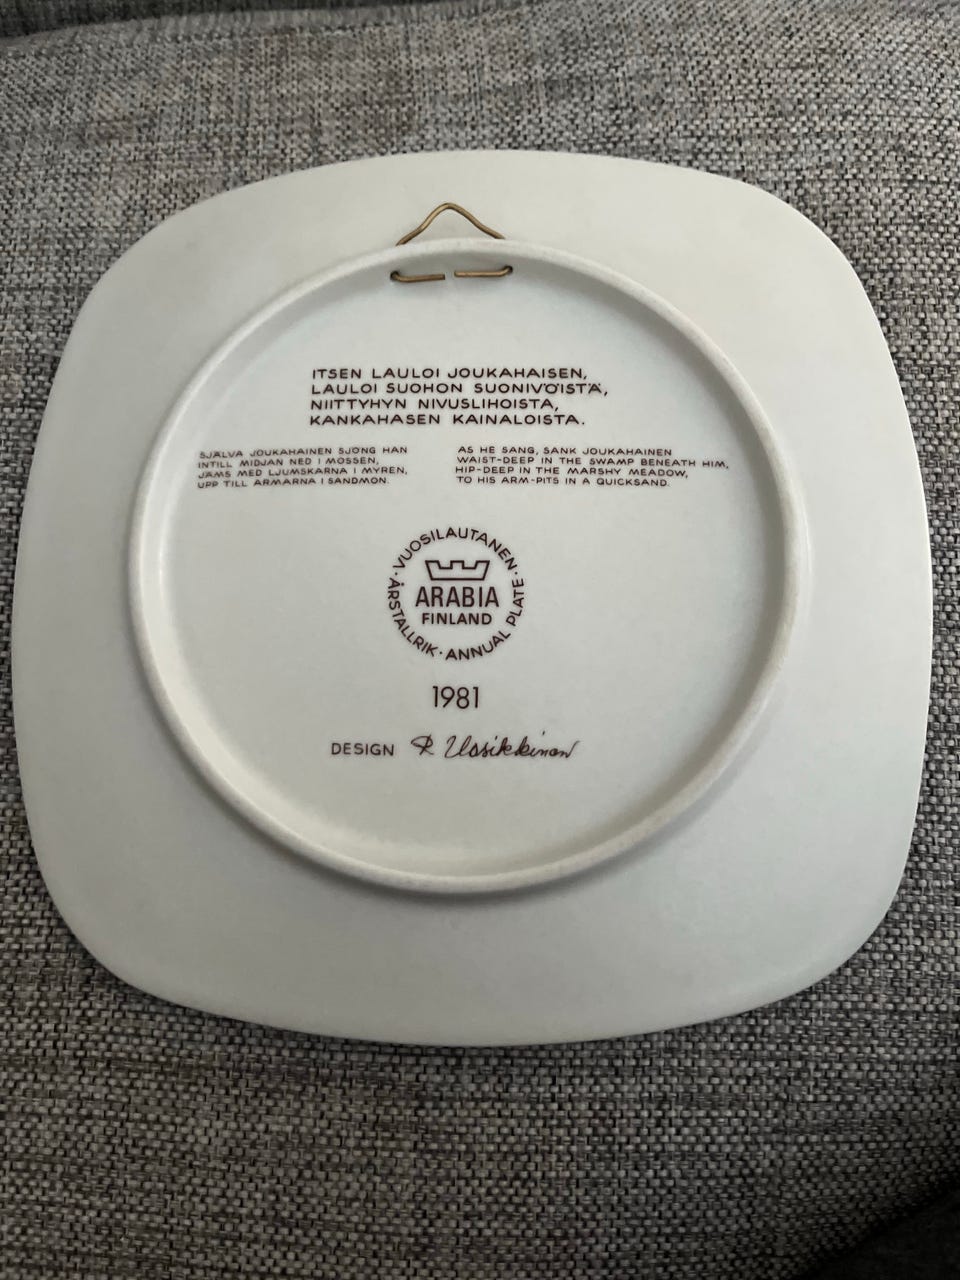 ITSEN LAULOI JOUKAHAISEN,
LAULOI SUOHON SUONIVÖISTÄ,
NIITTYHYN NIVUSLIHOISTA,
KANKAHASEN KAINALOISTA.
SJÄLVA JOUKAHAINEN SJÖNG HAN
INTILL MIDJAN NED I MOSSEN,
JÄMS MED LJUMSKARNA I MYREN,
UPP TILL ARMARNA I SANDMON.
AS HE SANG, SANK JOUKAHAINEN
WAIST-DEEP IN THE SWAMP BENEATH HIM,
HIP-DEEP IN THE MARSHY MEADOW,
TO HIS ARM-PITS IN A QUICKSAND.
VUOSILAUTANEN · ANNUAL PLATE · ÅRSTALLRIK ·
ARABIA
FINLAND
1981
DESIGN R. Uosikkinen